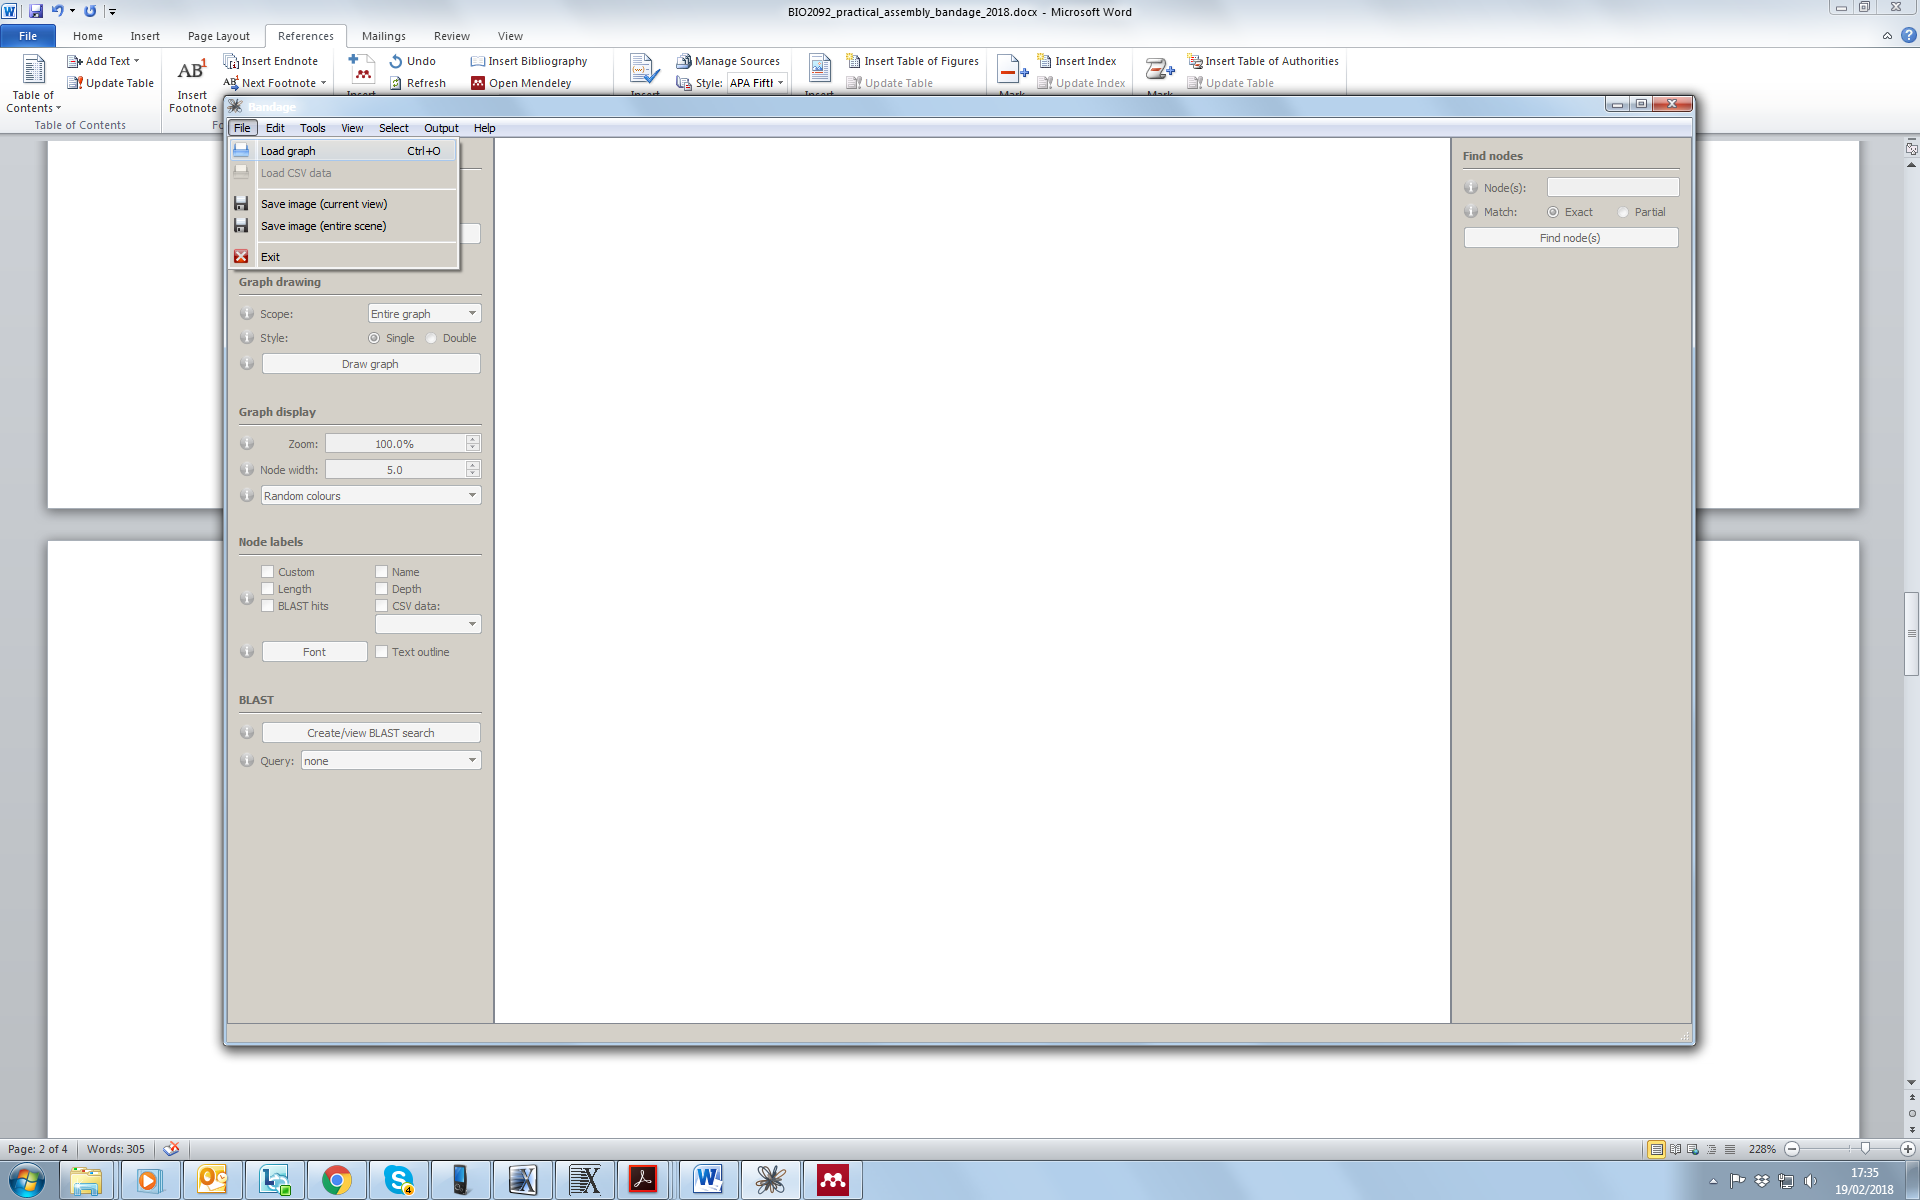 BIO2092_practical_assembly_bandage_2018.docx - Microsoft Word
File Home Insert Page Layout References Mailings Review View
Add Text Insert Endnote Undo Insert Bibliography Manage Sources Insert Table of Figures Insert Index Insert Table of Authorities
AB1
Update Table Next Footnote Refresh Open Mendeley Style: APA Fifth Update Table Update Index Update Table
Table of Contents
Insert Footnote
Table of Contents
Bandage
File Edit Tools View Select Output Help
Load graph Ctrl+O
Load CSV data
Save image (current view)
Save image (entire scene)
Exit
Graph drawing
Scope: Entire graph
Style: Single Double
Draw graph
Graph display
Zoom: 100.0%
Node width: 5.0
Random colours
Node labels
Custom Name
Length Depth
BLAST hits CSV data:
Font Text outline
BLAST
Create/view BLAST search
Query: none
Find nodes
Node(s):
Match: Exact Partial
Find node(s)
Page: 2 of 4 Words: 305 228%
17:35
19/02/2018